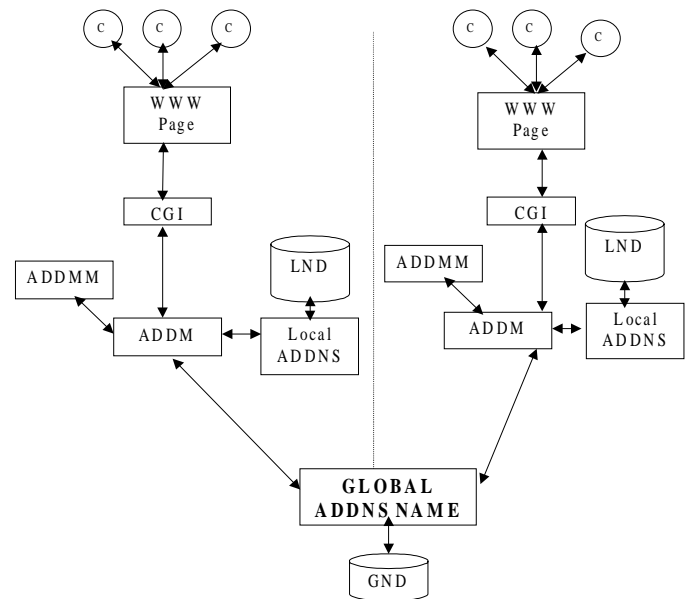 C
C
C
C
C
C
WWW
Page
WWW
Page
CGI
CGI
LND
LND
ADDMM
ADDMM
ADDM
Local
ADDNS
ADDM
Local
ADDNS
GLOBAL
ADDNS NAME
GND